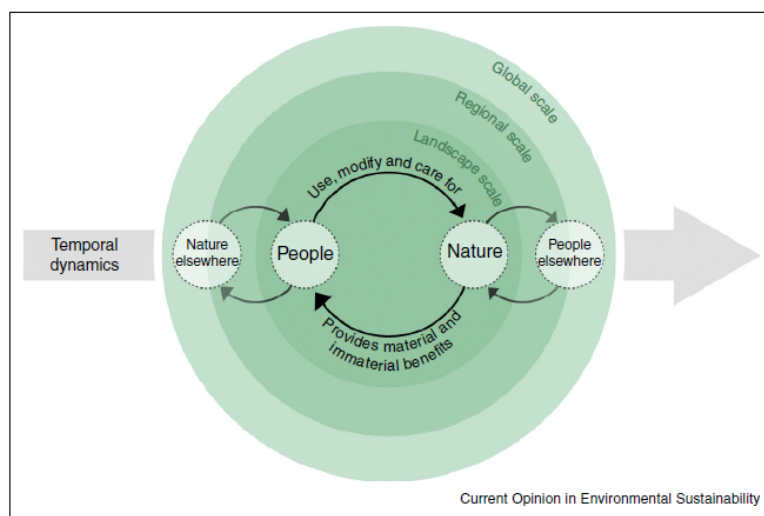 Global scale
Regional scale
Landscape scale
Use, modify and care for
Temporal
dynamics
Nature
elsewhere
People
Nature
People
elsewhere
Provides material and
immaterial benefits
Current Opinion in Environmental Sustainability